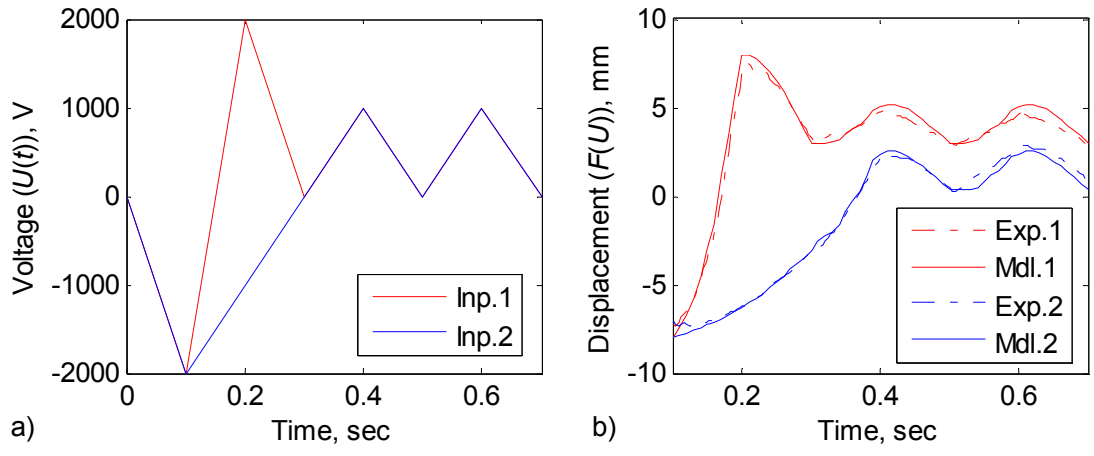 Voltage (U(t)), V
2000
1000
0
-1000
-2000
Inp.1
Inp.2
0
0.2
0.4
0.6
Time, sec
a)
Displacement (F(U)), mm
10
5
0
-5
-10
Exp.1
Mdl.1
Exp.2
Mdl.2
0.2
0.4
0.6
Time, sec
b)